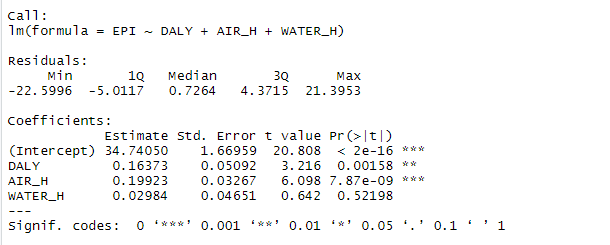 Call:
lm(formula = EPI ~ DALY + AIR_H + WATER_H)
Residuals:
Min 1Q Median 3Q Max
-22.5996 -5.0117 0.7264 4.3715 21.3953
Coefficients:
Estimate Std. Error t value Pr(>|t|)
(Intercept) 34.74050 1.66959 20.808 < 2e-16 ***
DALY 0.16373 0.05092 3.216 0.00158 **
AIR_H 0.19923 0.03267 6.098 7.87e-09 ***
WATER_H 0.02984 0.04651 0.642 0.52198
---
Signif. codes: 0 ‘***’ 0.001 ‘**’ 0.01 ‘*’ 0.05 ‘.’ 0.1 ‘ ’ 1